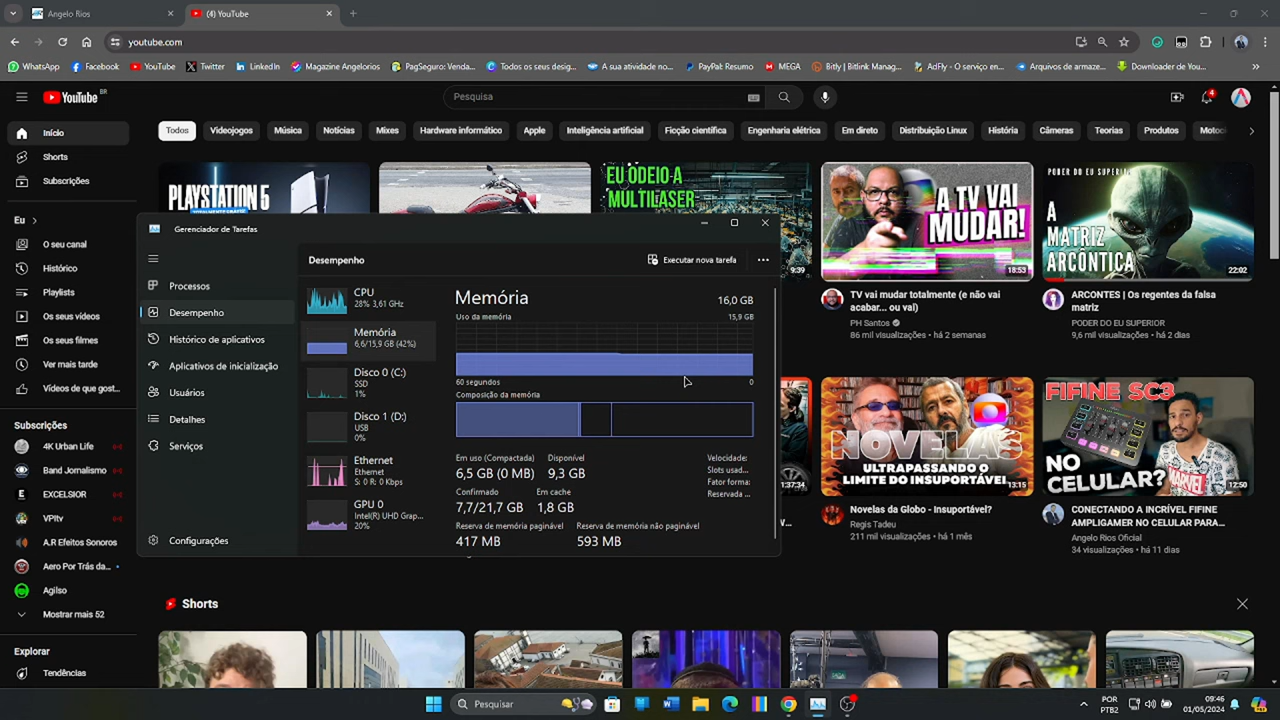 Angelo Rios
(4) YouTube
youtube.com
WhatsApp
Facebook
YouTube
Twitter
LinkedIn
Magazine Angelorios
PagSeguro: Venda...
Todos os seus desig...
A sua atividade no...
PayPal: Resumo
MEGA
Bitly | Bitlink Manag...
AdFly - O serviço en...
Arquivos de armaze...
Downloader de You...
YouTube BR
Pesquisa
4
Início
Todos
Videojogos
Música
Notícias
Mixes
Hardware informático
Apple
Inteligência artificial
Ficção científica
Engenharia elétrica
Em direto
Distribuição Linux
História
Câmeras
Teorias
Produtos
Motoc
Shorts
Subscrições
Eu
O seu canal
Histórico
Playlists
Os seus vídeos
Os seus filmes
Ver mais tarde
Vídeos de que gost...
Subscrições
4K Urban Life
Band Jornalismo
EXCELSIOR
VPItv
A.R Efeitos Sonoros
Aero Por Trás da...
Agilso
Mostrar mais 52
Explorar
Tendências
PLAYSTATION 5
EU ODEIO A
MULTILASER
9:39
A TV VAI
MUDAR!
18:53
TV vai mudar totalmente (e não vai
acabar... ou vai)
PH Santos
86 mil visualizações • há 2 semanas
PODER DO EU SUPERIOR
A
MATRIZ
ARCÔNTICA
22:02
ARCONTES | Os regentes da falsa
matriz
PODER DO EU SUPERIOR
9,6 mil visualizações • há 2 dias
Gerenciador de Tarefas
Processos
Desempenho
Histórico de aplicativos
Aplicativos de inicialização
Usuários
Detalhes
Serviços
Configurações
Desempenho
Executar nova tarefa
CPU
28% 3,61 GHz
Memória
6,6/15,9 GB (42%)
Disco 0 (C:)
SSD
1%
Disco 1 (D:)
USB
0%
Ethernet
Ethernet
S: 0 R: 0 Kbps
GPU 0
Intel(R) UHD Grap...
20%
Memória
16,0 GB
Uso da memória
15,9 GB
60 segundos
0
Composição da memória
Em uso (Compactada)
Disponível
6,5 GB (0 MB)
9,3 GB
Confirmado
Em cache
7,7/21,7 GB
1,8 GB
Reserva de memória paginável
Reserva de memória não paginável
417 MB
593 MB
Velocidade:
Slots usad...
Fator forma:
Reservada ...
1:37:34
NOVELAS
ULTRAPASSANDO O
LIMITE DO INSUPORTÁVEL!
13:15
Novelas da Globo - Insuportável?
Regis Tadeu
211 mil visualizações • há 1 mês
FIFINE SC3
NO
CELULAR?
12:50
CONECTANDO A INCRÍVEL FIFINE
AMPLIGAMER NO CELULAR PARA...
Angelo Rios Oficial
34 visualizações • há 11 dias
Shorts
Pesquisar
POR
PTB2
09:46
01/05/2024